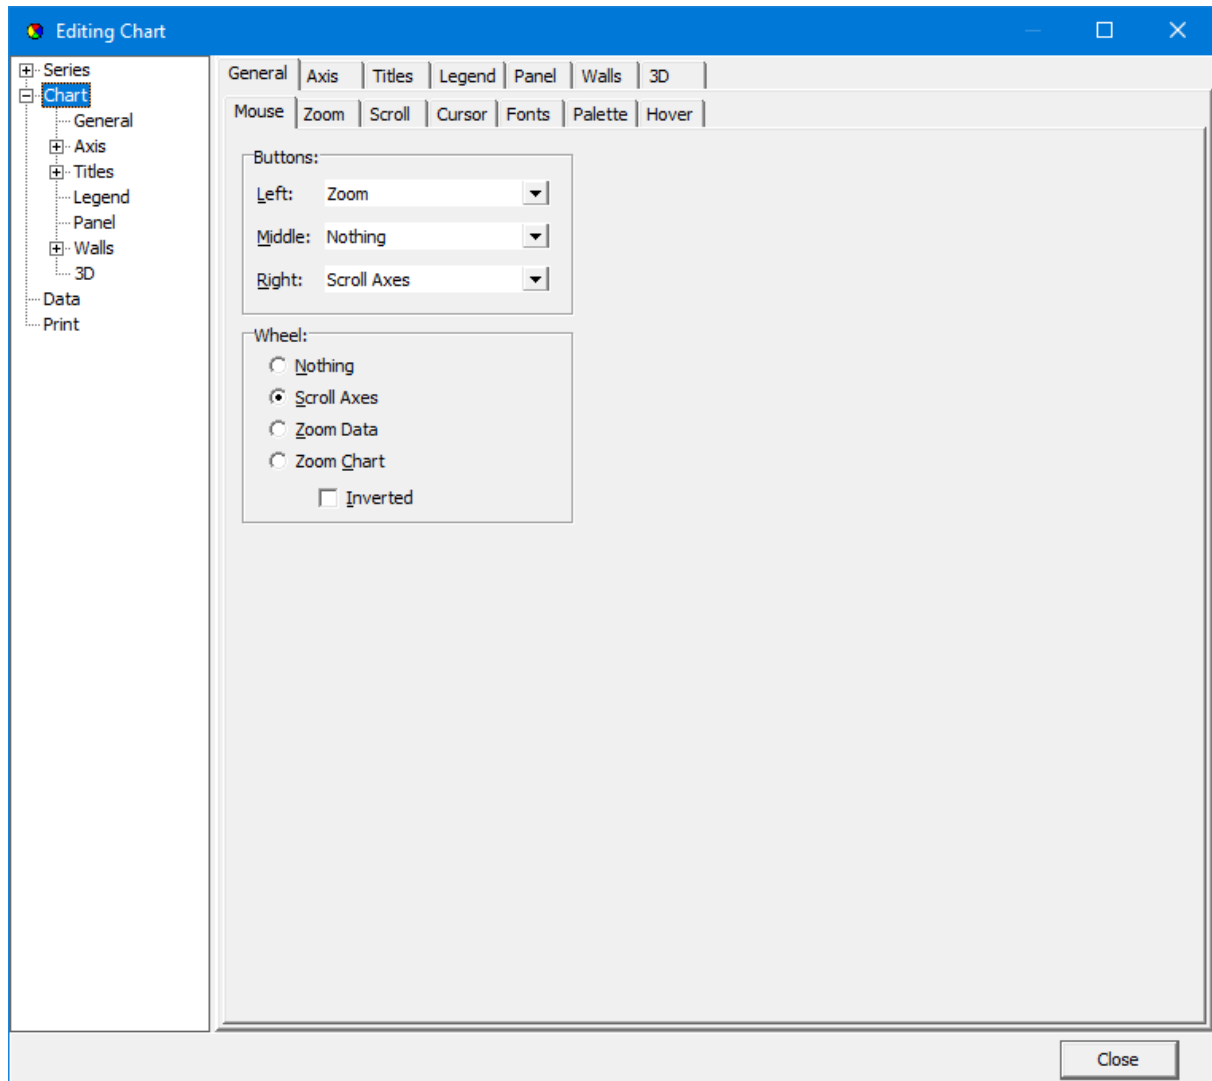 Editing Chart
Series
Chart
General
Axis
Titles
Legend
Panel
Walls
3D
Data
Print
General Axis Titles Legend Panel Walls 3D
Mouse Zoom Scroll Cursor Fonts Palette Hover
Buttons:
Left: Zoom
Middle: Nothing
Right: Scroll Axes
Wheel:
Nothing
Scroll Axes
Zoom Data
Zoom Chart
Inverted
Close